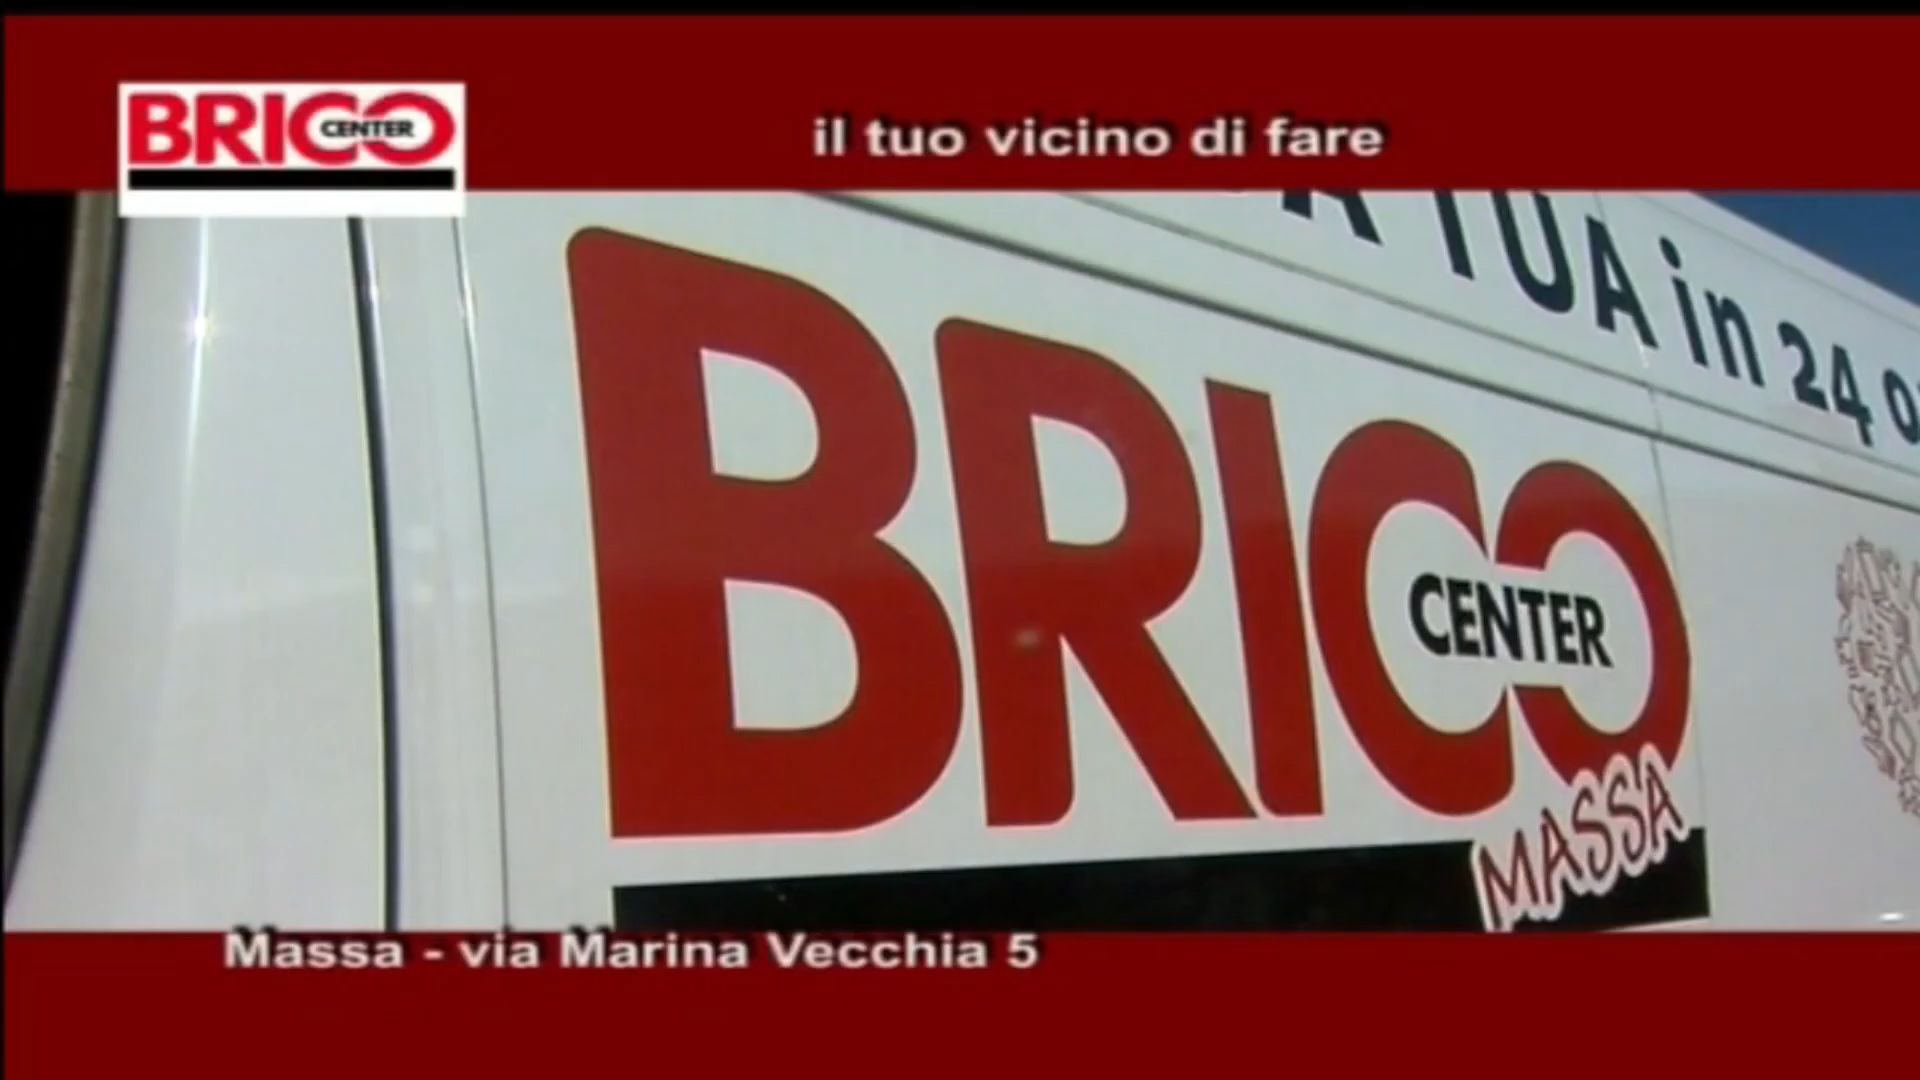 BRICO
CENTER
il tuo vicino di fare
TUA in 24
BRICO
CENTER
MASSA
Massa - via Marina Vecchia 5